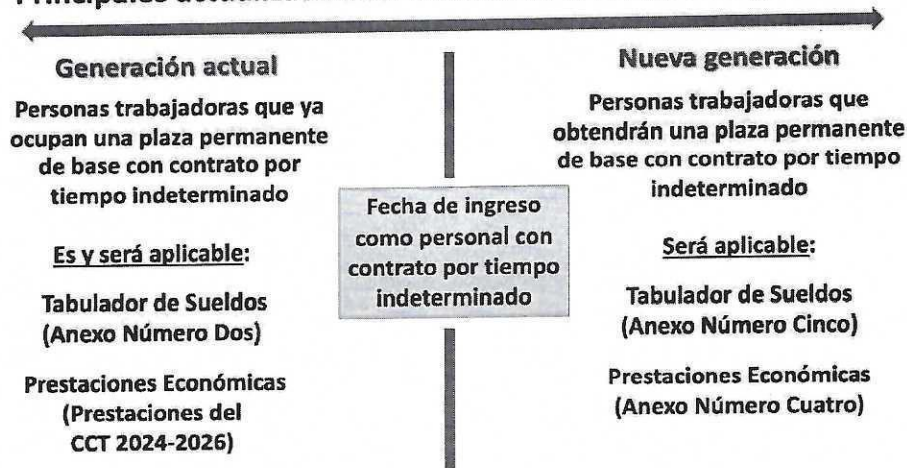 Generación actual
Personas trabajadoras que ya
ocupan una plaza permanente
de base con contrato por
tiempo indeterminado
Es y será aplicable:
Tabulador de Sueldos
(Anexo Número Dos)
Prestaciones Económicas
(Prestaciones del
CCT 2024-2026)
Fecha de ingreso
como personal con
contrato por tiempo
indeterminado
Nueva generación
Personas trabajadoras que
obtendrán una plaza permanente
de base con contrato por tiempo
indeterminado
Será aplicable:
Tabulador de Sueldos
(Anexo Número Cinco)
Prestaciones Económicas
(Anexo Número Cuatro)